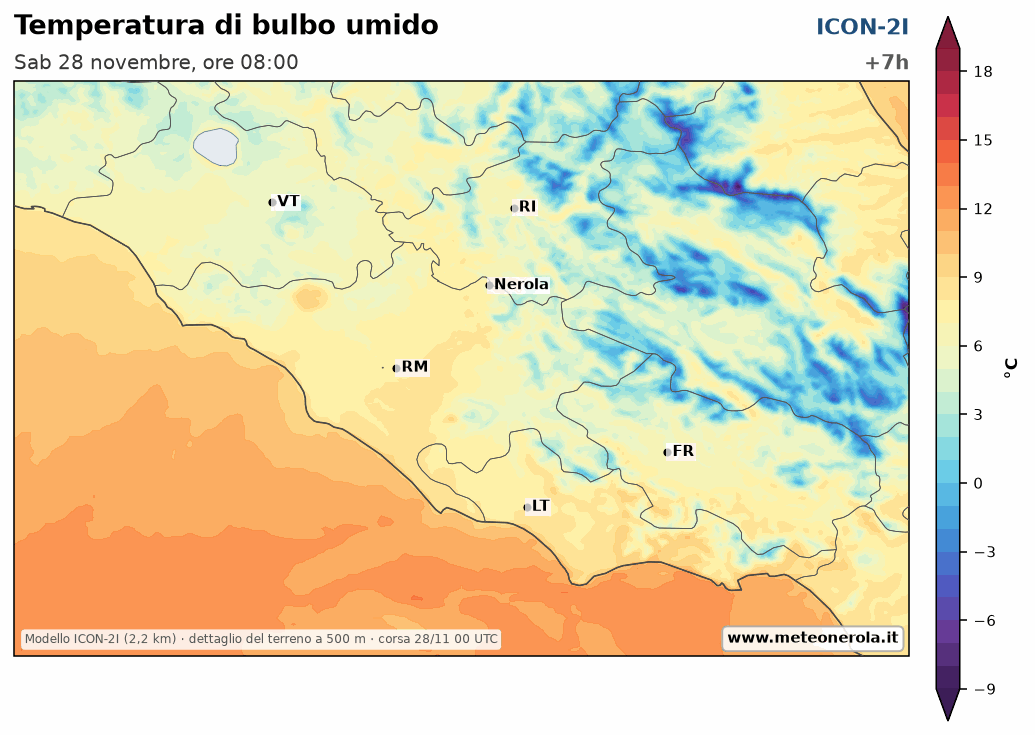 Temperatura di bulbo umido
ICON-2I
Sab 28 novembre, ore 08:00
+7h
VT
RI
Nerola
RM
FR
LT
18
15
12
9
6
3
0
−3
−6
−9
°C
Modello ICON-2I (2,2 km) · dettaglio del terreno a 500 m · corsa 28/11 00 UTC
www.meteonerola.it